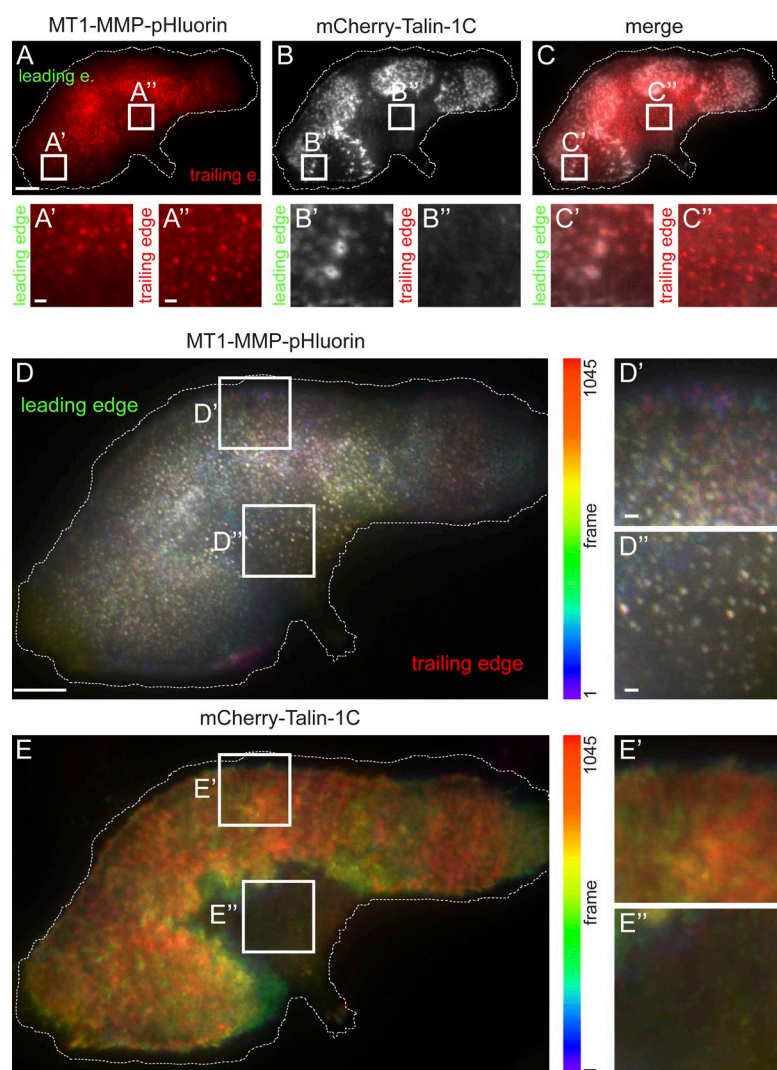 MT1-MMP-pHluorin
mCherry-Talin-1C
merge
A
leading e.
A''
A'
trailing e.
B
B''
B'
C
C''
C'
leading edge
A'
trailing edge
A''
leading edge
B'
trailing edge
B''
leading edge
C'
trailing edge
C''
MT1-MMP-pHluorin
D
leading edge
D'
D''
trailing edge
1045
frame
1
D'
D''
mCherry-Talin-1C
E
E'
E''
1045
frame
E'
E''